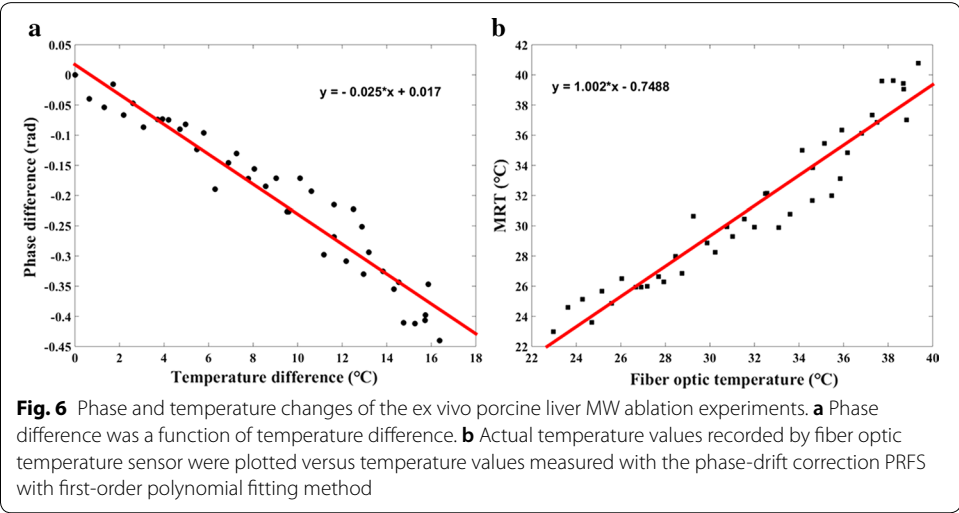 a
0.05
0
-0.05
-0.1
-0.15
-0.2
-0.25
-0.3
-0.35
-0.4
-0.45
Phase difference (rad)
y = - 0.025*x + 0.017
0 2 4 6 8 10 12 14 16 18
Temperature difference (°C)
b
42
40
38
36
34
32
30
28
26
24
22
MRT (°C)
y = 1.002*x - 0.7488
22 24 26 28 30 32 34 36 38 40
Fiber optic temperature (°C)
Fig. 6 Phase and temperature changes of the ex vivo porcine liver MW ablation experiments. a Phase
difference was a function of temperature difference. b Actual temperature values recorded by fiber optic
temperature sensor were plotted versus temperature values measured with the phase-drift correction PRFS
with first-order polynomial fitting method